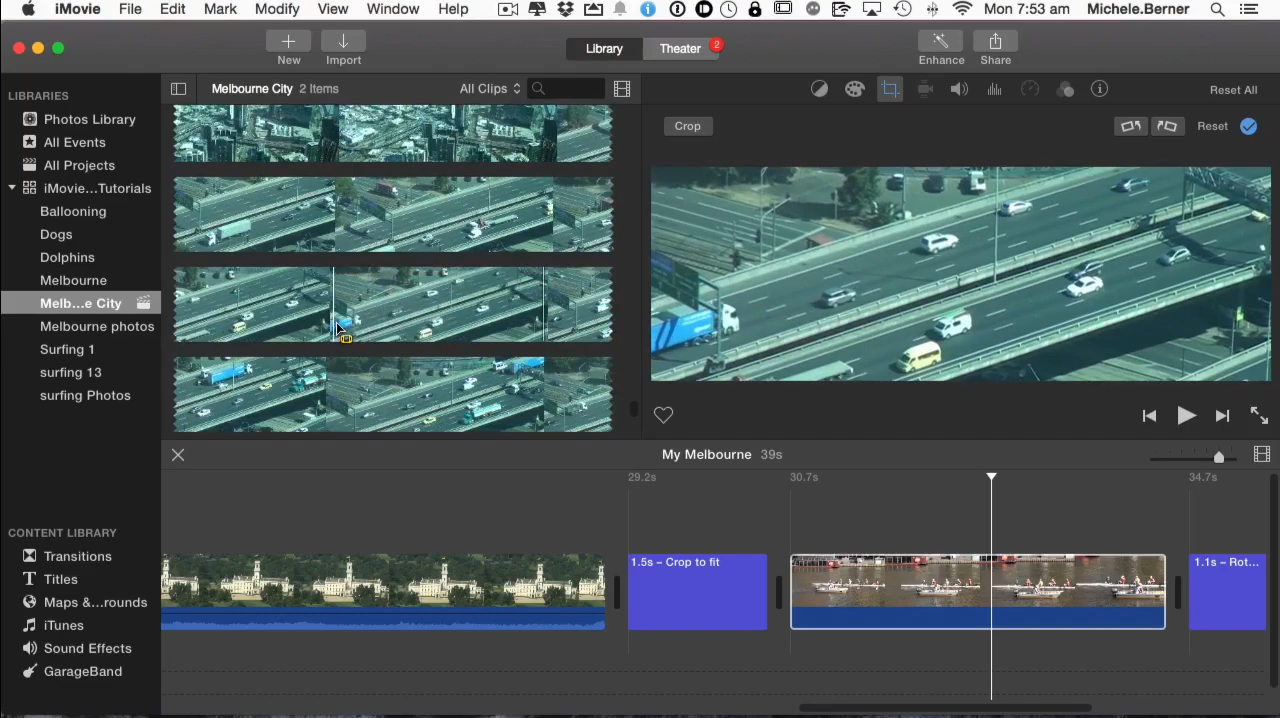 iMovie File Edit Mark Modify View Window Help Mon 7:53 am Michele.Berner
New Import Library Theater 2 Enhance Share
LIBRARIES
Photos Library
All Events
All Projects
iMovie...Tutorials
Ballooning
Dogs
Dolphins
Melbourne
Melb...e City
Melbourne photos
Surfing 1
surfing 13
surfing Photos
CONTENT LIBRARY
Transitions
Titles
Maps &...rounds
iTunes
Sound Effects
GarageBand
Melbourne City 2 Items All Clips
Reset All
Crop Reset
My Melbourne 39s
29.2s 30.7s 34.7s
1.5s – Crop to fit
1.1s – Rot...